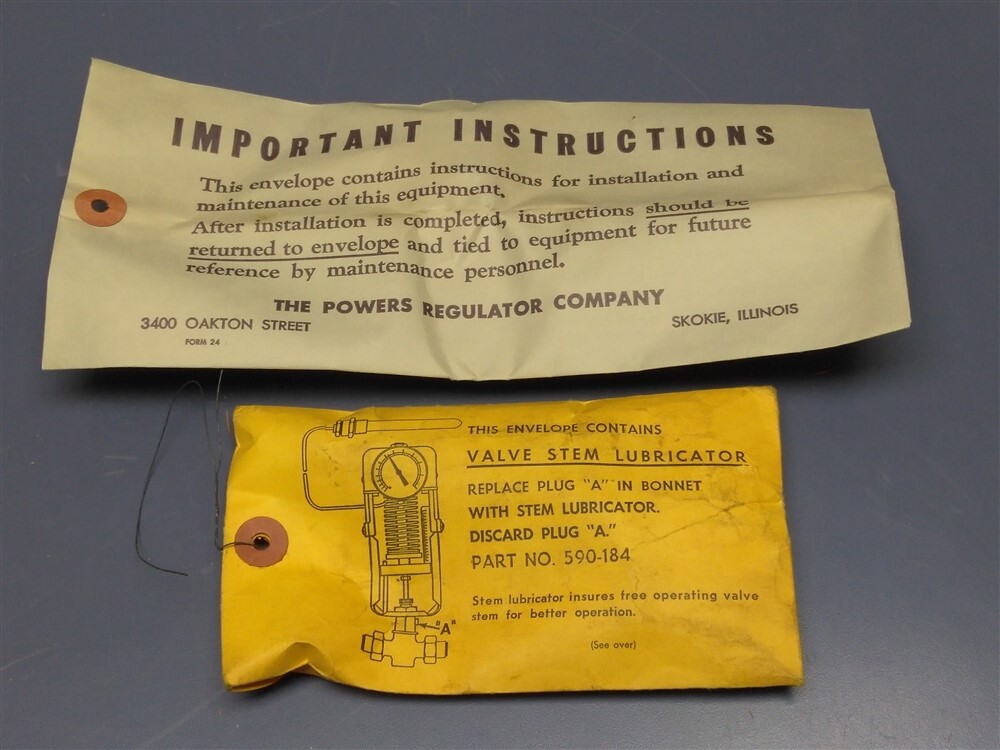 IMPORTANT INSTRUCTIONS
This envelope contains instructions for installation and
maintenance of this equipment.
After installation is completed, instructions should be
returned to envelope and tied to equipment for future
reference by maintenance personnel.
THE POWERS REGULATOR COMPANY
3400 OAKTON STREET
SKOKIE, ILLINOIS
FORM 24
THIS ENVELOPE CONTAINS
VALVE STEM LUBRICATOR
REPLACE PLUG "A" IN BONNET
WITH STEM LUBRICATOR.
DISCARD PLUG "A."
PART NO. 590-184
"A"
Stem lubricator insures free operating valve
stem for better operation.
(See over)